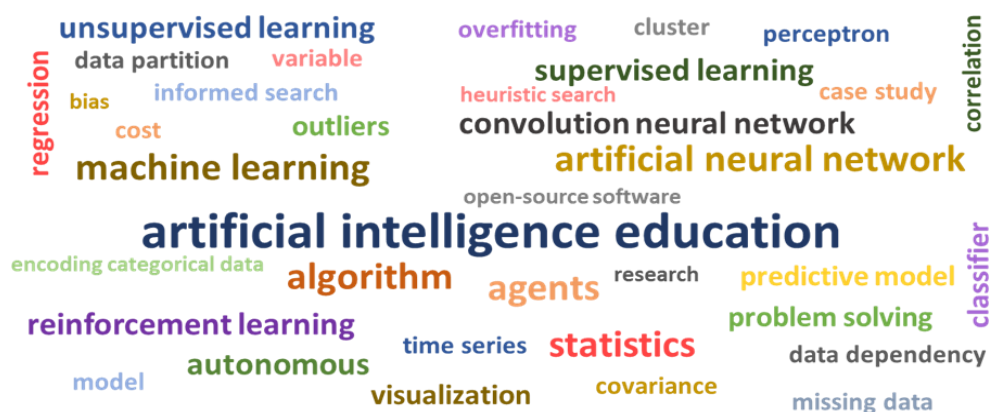 unsupervised learning
overfitting
cluster
perceptron
correlation
regression
data partition
variable
supervised learning
bias
informed search
heuristic search
case study
cost
outliers
convolution neural network
machine learning
artificial neural network
open-source software
artificial intelligence education
classifier
encoding categorical data
algorithm
agents
research
predictive model
reinforcement learning
problem solving
autonomous
time series
statistics
data dependency
model
visualization
covariance
missing data